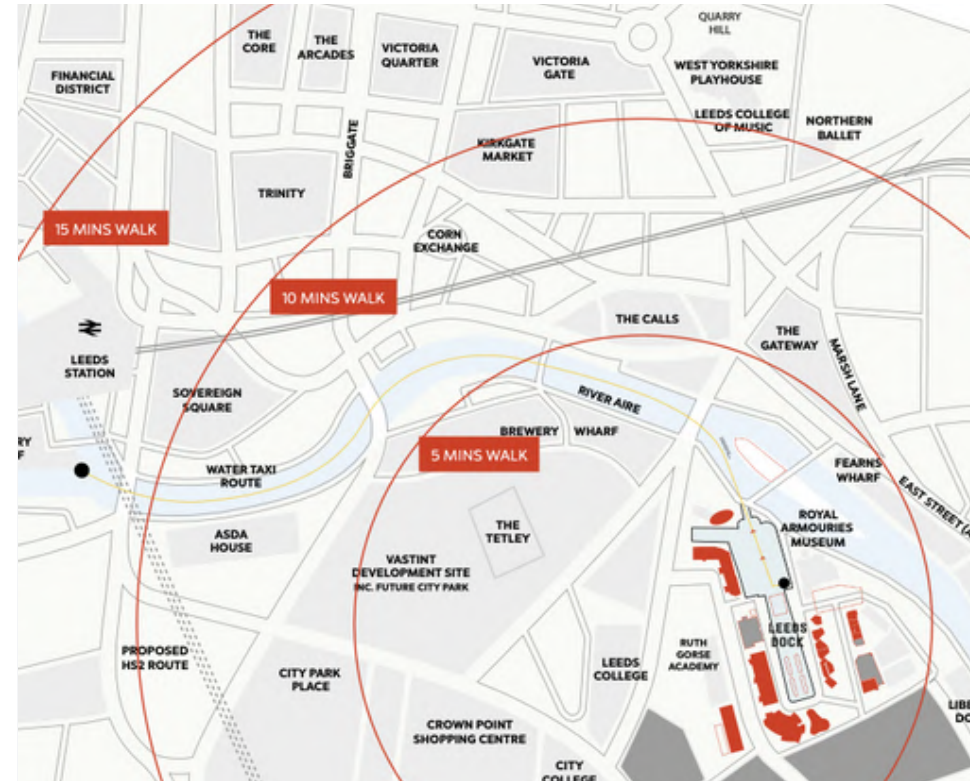 QUARRY
HILL
THE
CORE
THE
ARCADES
VICTORIA
QUARTER
VICTORIA
GATE
WEST YORKSHIRE
PLAYHOUSE
FINANCIAL
DISTRICT
LEEDS COLLEGE
OF MUSIC
NORTHERN
BALLET
BRIGGATE
KIRKGATE
MARKET
TRINITY
15 MINS WALK
CORN
EXCHANGE
10 MINS WALK
THE CALLS
THE
GATEWAY
MARSH LANE
LEEDS
STATION
SOVEREIGN
SQUARE
RIVER AIRE
BREWERY WHARF
5 MINS WALK
RY
F
WATER TAXI
ROUTE
FEARNS
WHARF
EAST STREET (A
ASDA
HOUSE
THE
TETLEY
ROYAL
ARMOURIES
MUSEUM
VASTINT
DEVELOPMENT SITE
INC. FUTURE CITY PARK
LEEDS
DOCK
PROPOSED
HS2 ROUTE
CITY PARK
PLACE
LEEDS
COLLEGE
RUTH
GORSE
ACADEMY
CROWN POINT
SHOPPING CENTRE
LIBE
DO
CITY
COLLEGE